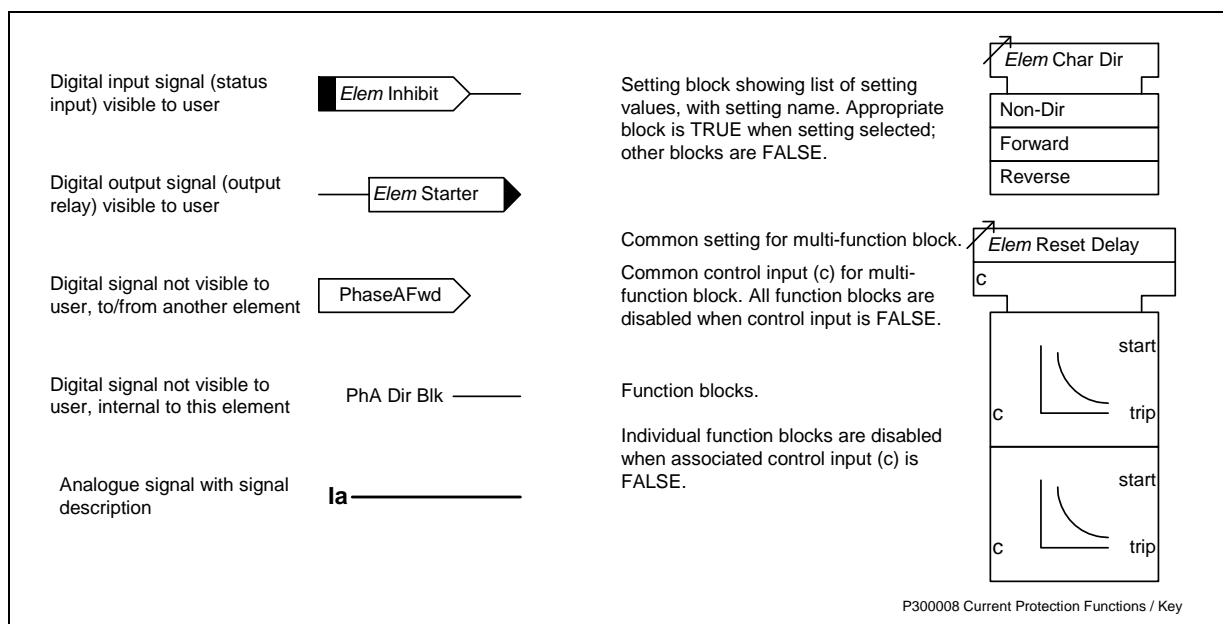 Digital input signal (status
input) visible to user
Elem Inhibit
Digital output signal (output
relay) visible to user
Elem Starter
Digital signal not visible to
user, to/from another element
PhaseAFwd
Digital signal not visible to
user, internal to this element
PhA Dir Blk
Analogue signal with signal
description
Ia
Setting block showing list of setting
values, with setting name. Appropriate
block is TRUE when setting selected;
other blocks are FALSE.
Elem Char Dir
Non-Dir
Forward
Reverse
Common setting for multi-function block.
Elem Reset Delay
Common control input (c) for multi-
function block. All function blocks are
disabled when control input is FALSE.
c
Function blocks.
Individual function blocks are disabled
when associated control input (c) is
FALSE.
start
c
trip
start
c
trip
P300008 Current Protection Functions / Key